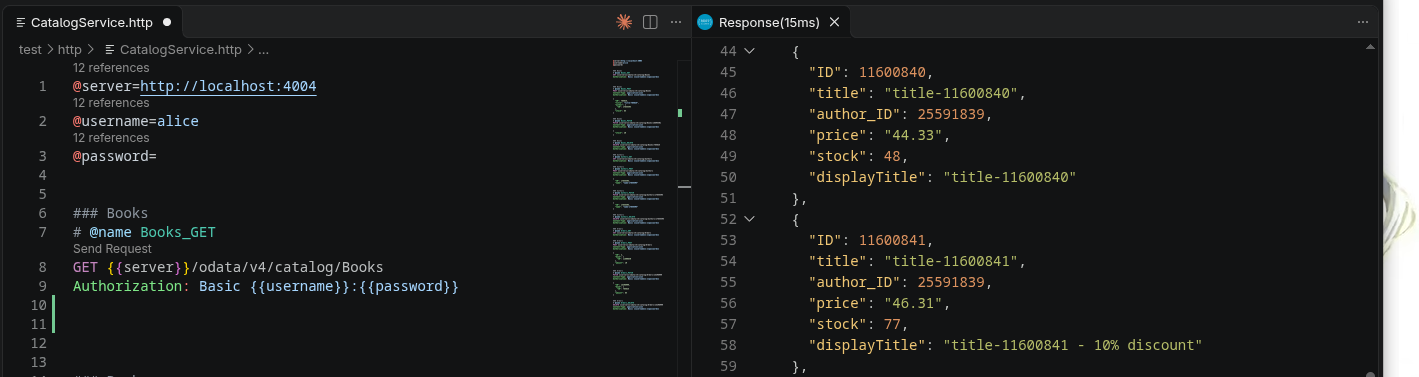 CatalogService.http
test > http > CatalogService.http > ...
12 references
1 @server=http://localhost:4004
12 references
2 @username=alice
12 references
3 @password=
4
5
6 ### Books
7 # @name Books_GET
Send Request
8 GET {{server}}/odata/v4/catalog/Books
9 Authorization: Basic {{username}}:{{password}}
10
11
12
13
Response(15ms)
44 {
45 "ID": 11600840,
46 "title": "title-11600840",
47 "author_ID": 25591839,
48 "price": "44.33",
49 "stock": 48,
50 "displayTitle": "title-11600840"
51 },
52 {
53 "ID": 11600841,
54 "title": "title-11600841",
55 "author_ID": 25591839,
56 "price": "46.31",
57 "stock": 77,
58 "displayTitle": "title-11600841 - 10% discount"
59 },